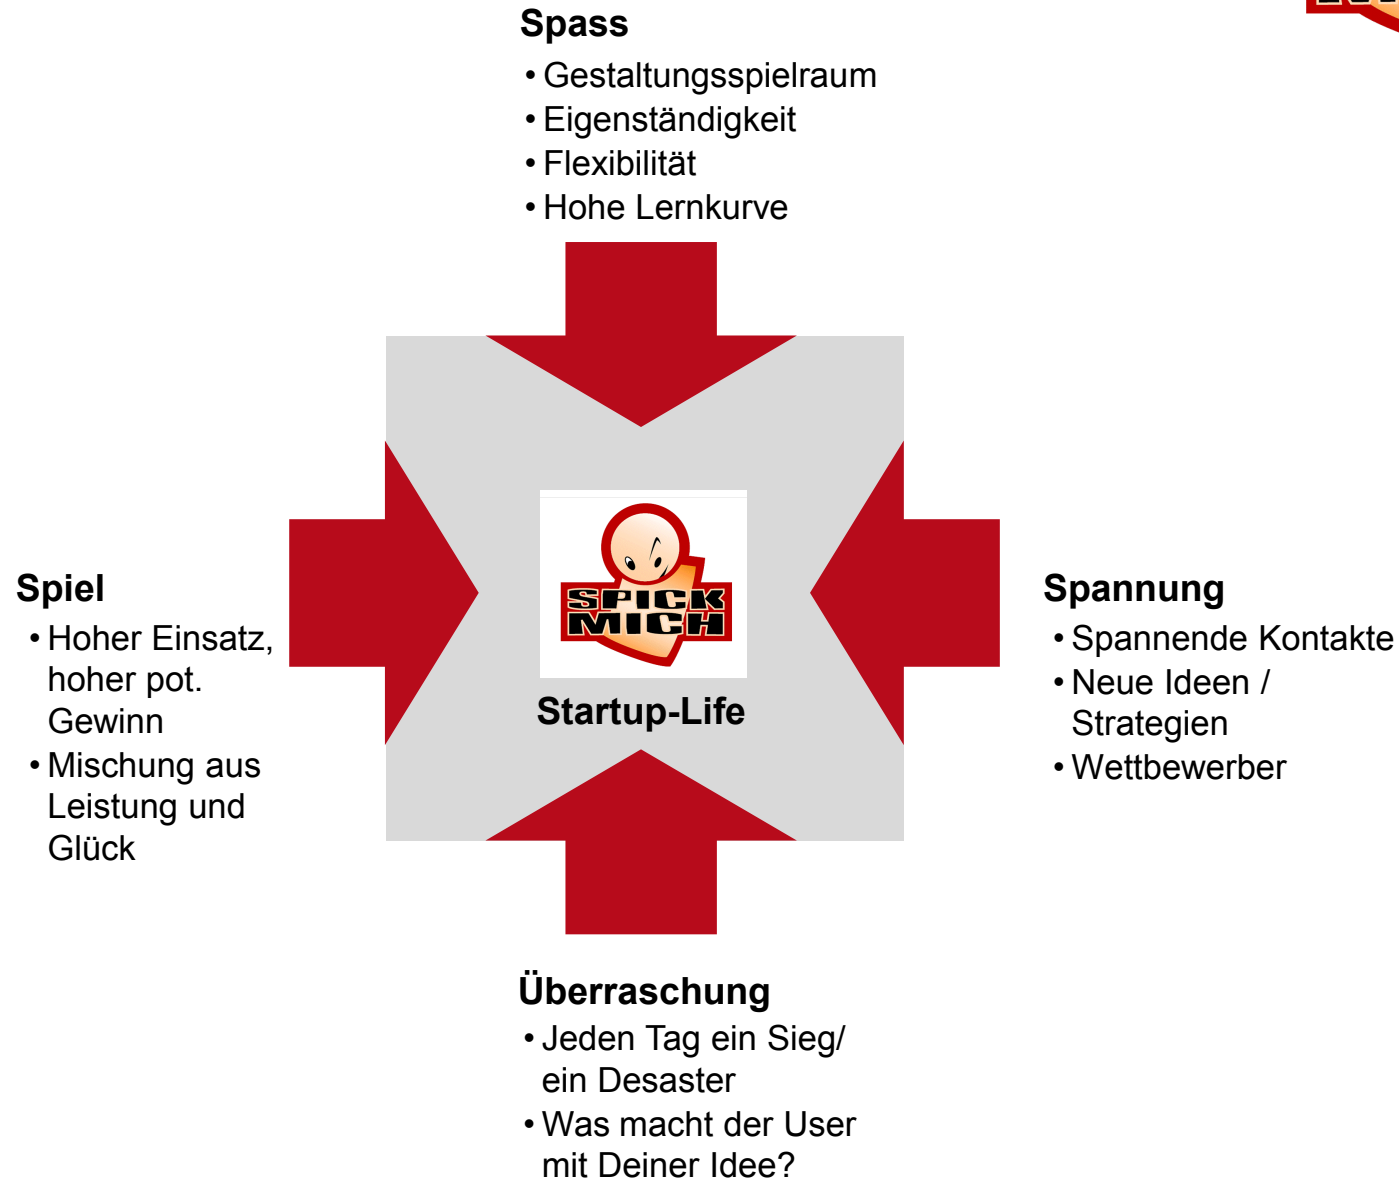 Spass
• Gestaltungsspielraum
• Eigenständigkeit
• Flexibilität
• Hohe Lernkurve
Spiel
• Hoher Einsatz,
hoher pot.
Gewinn
• Mischung aus
Leistung und
Glück
SPICK
MICH
Startup-Life
Spannung
• Spannende Kontakte
• Neue Ideen /
Strategien
• Wettbewerber
Überraschung
• Jeden Tag ein Sieg/
ein Desaster
• Was macht der User
mit Deiner Idee?